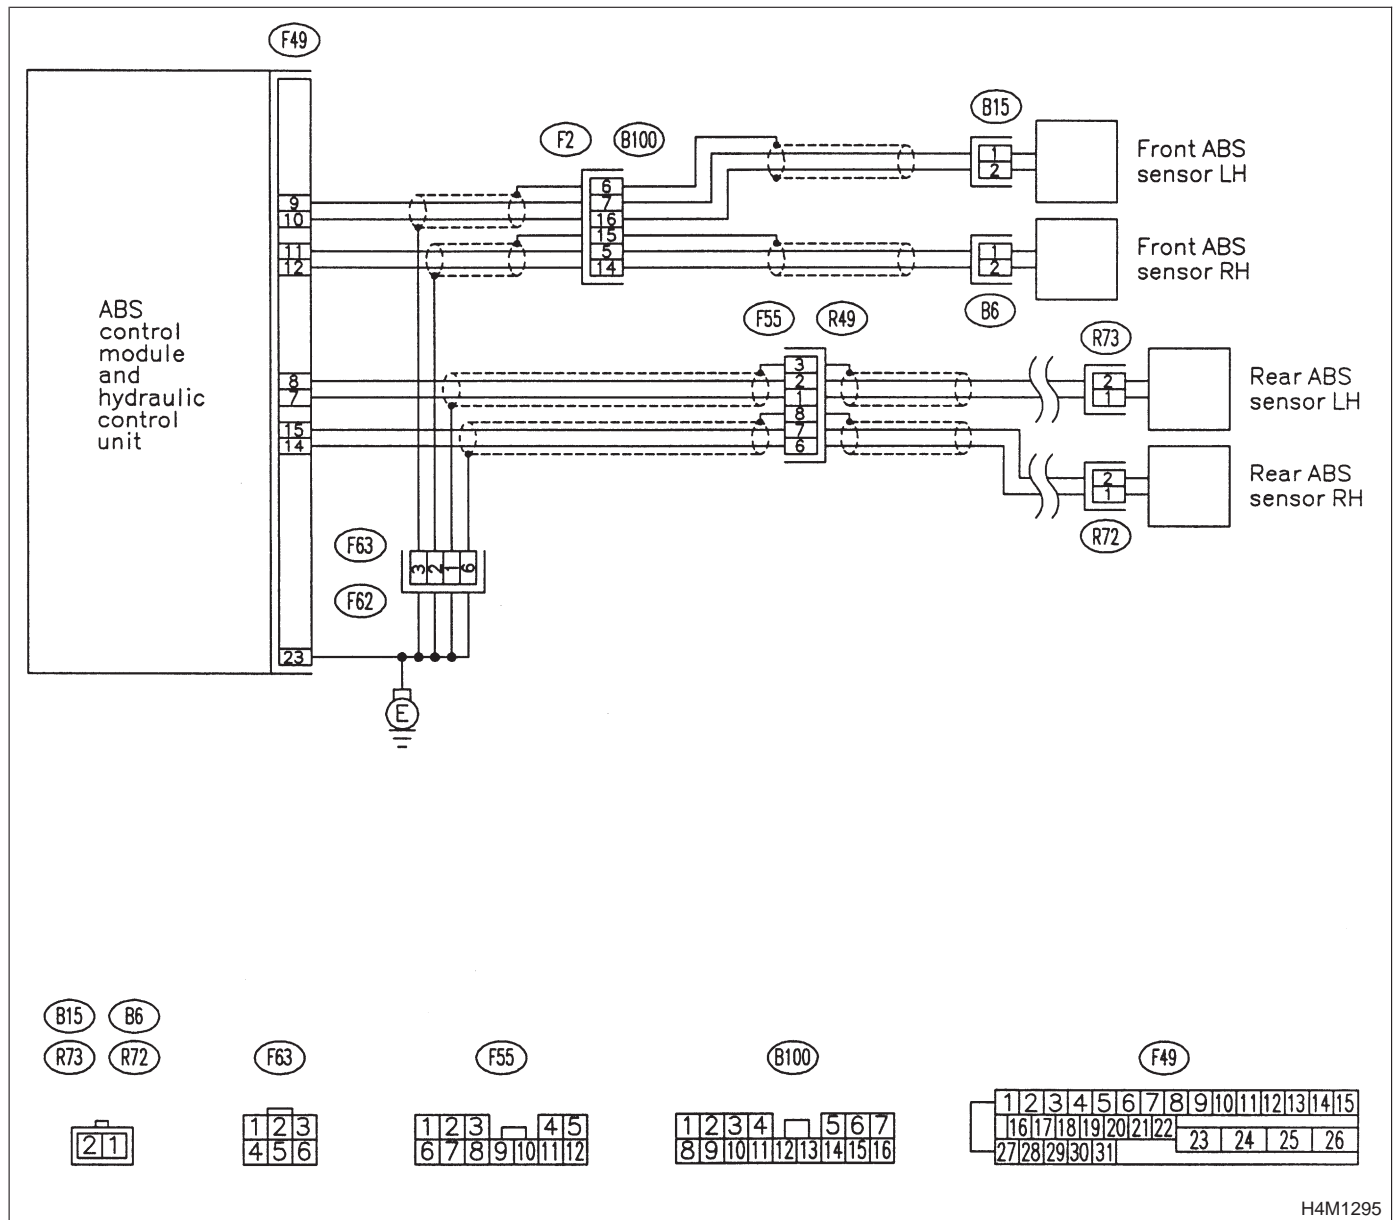 F49
F2 B100
B15
6
7
16
15
5
14
1
2
Front ABS
sensor LH
9
10
11
12
1
2
Front ABS
sensor RH
B6
ABS
control
module
and
hydraulic
control
unit
F55 R49
R73
8
7
15
14
3
2
1
8
7
6
2
1
Rear ABS
sensor LH
2
1
Rear ABS
sensor RH
R72
F63
3 2 1 6
F62
23
E
B15 B6
R73 R72
F63
F55
B100
F49
2 1
1 2 3
4 5 6
1 2 3 4 5
6 7 8 9 10 11 12
1 2 3 4 5 6 7
8 9 10 11 12 13 14 15 16
1 2 3 4 5 6 7 8 9 10 11 12 13 14 15
16 17 18 19 20 21 22 23 24 25 26
27 28 29 30 31
H4M1295